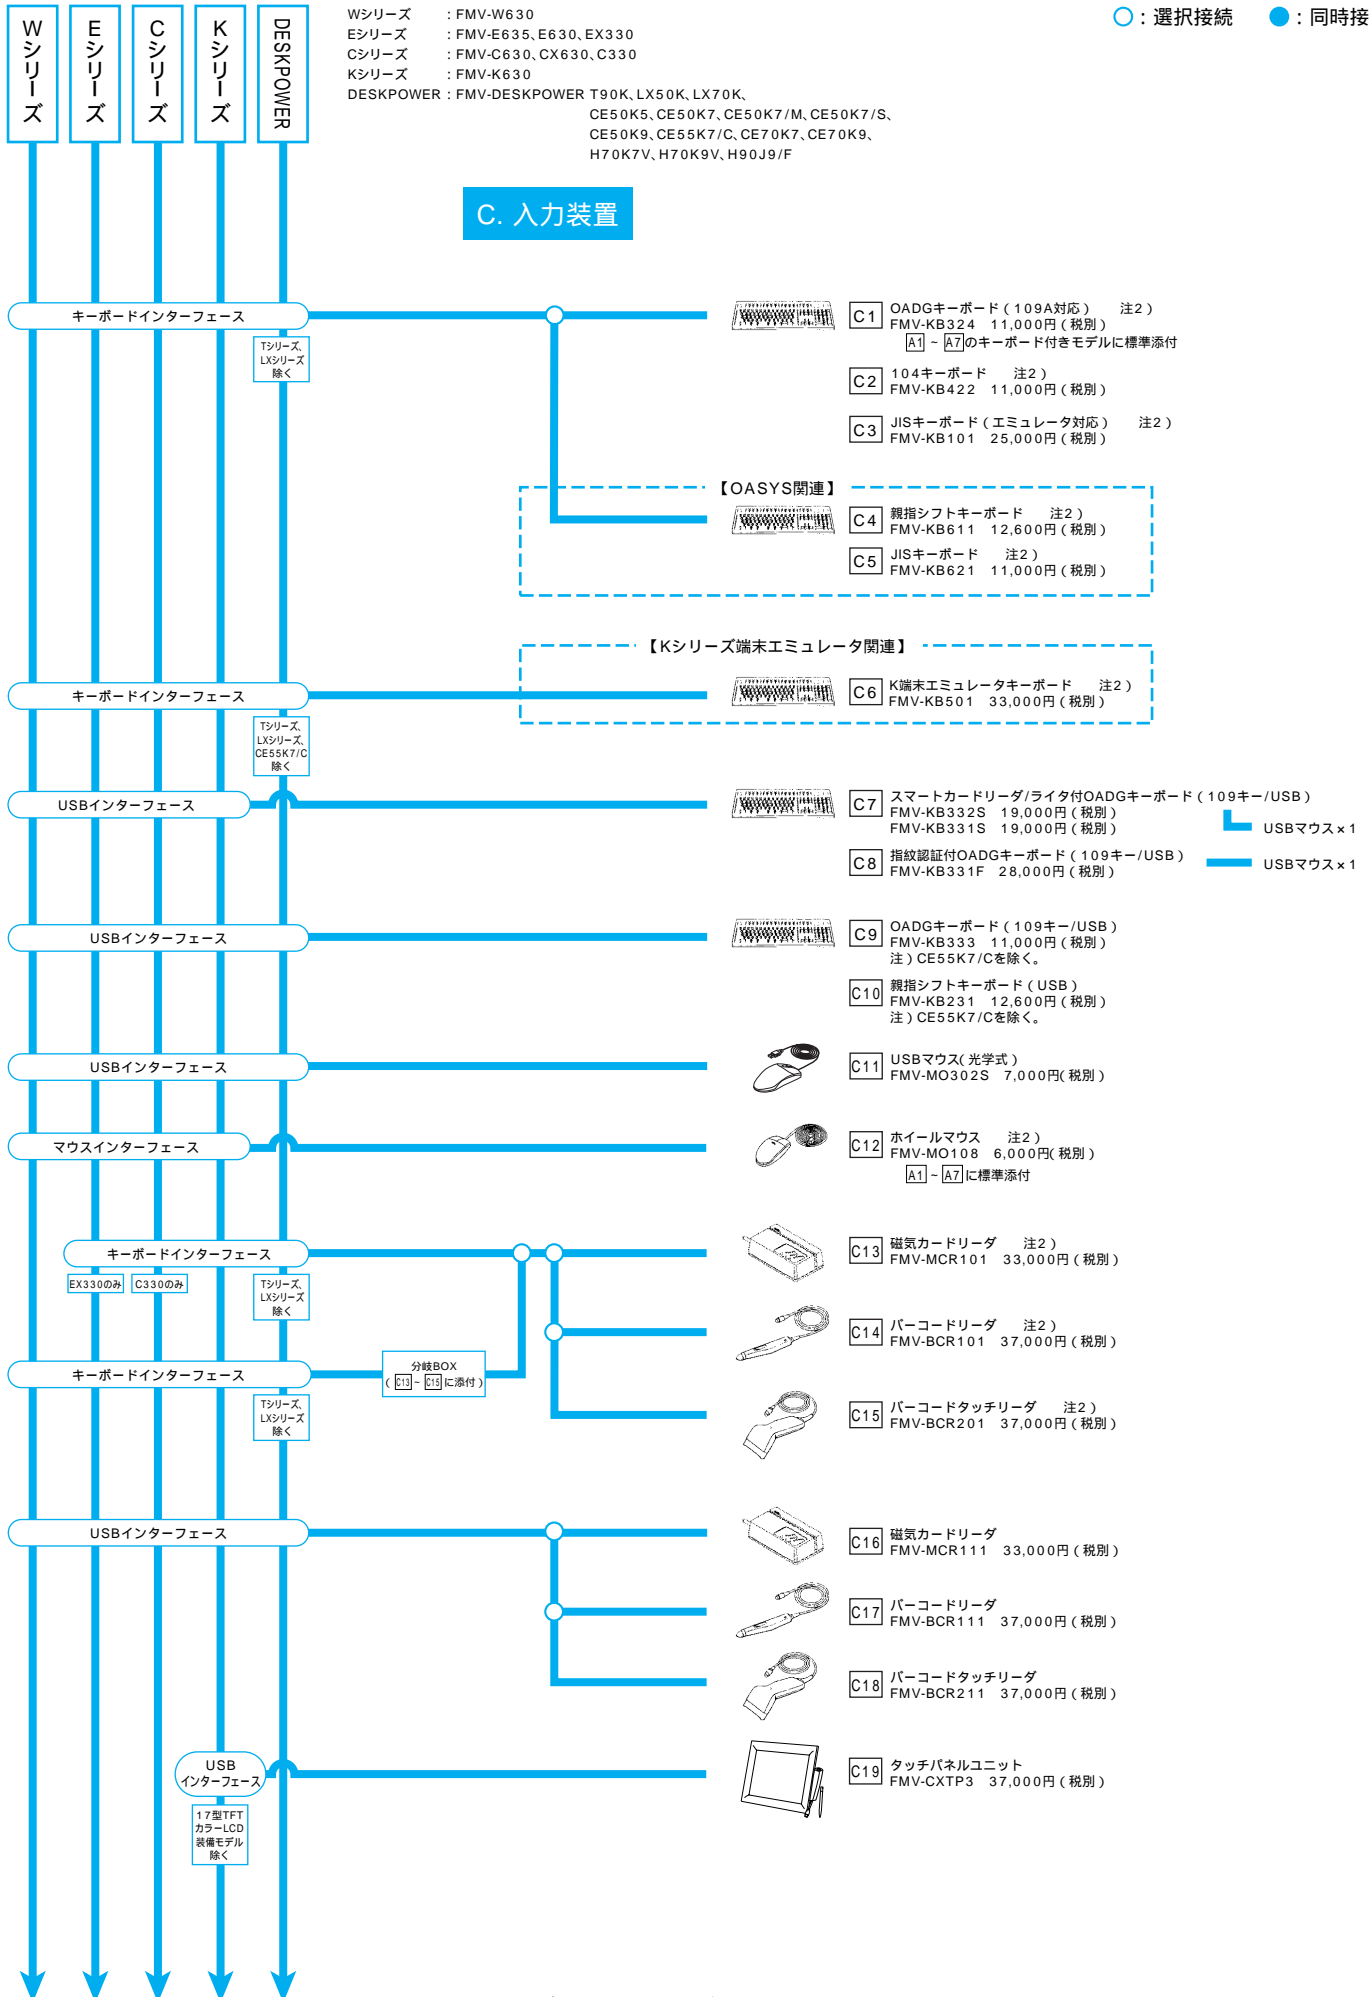 Wシリーズ
Eシリーズ
Cシリーズ
Kシリーズ
DESKPOWER
Wシリーズ　：FMV-W630
Eシリーズ　：FMV-E635、E630、EX330
Cシリーズ　：FMV-C630、CX630、C330
Kシリーズ　：FMV-K630
DESKPOWER：FMV-DESKPOWER T90K、LX50K、LX70K、
CE50K5、CE50K7、CE50K7/M、CE50K7/S、
CE50K9、CE55K7/C、CE70K7、CE70K9、
H70K7V、H70K9V、H90J9/F
○：選択接続　●：同時接
C. 入力装置
キーボードインターフェース
Tシリーズ、
LXシリーズ
除く
C1 OADGキーボード（109A対応）　注2）
FMV-KB324　11,000円（税別）
A1 ~ A7のキーボード付きモデルに標準添付
C2 104キーボード　注2）
FMV-KB422　11,000円（税別）
C3 JISキーボード（エミュレータ対応）　注2）
FMV-KB101　25,000円（税別）
【OASYS関連】
C4 親指シフトキーボード　注2）
FMV-KB611　12,600円（税別）
C5 JISキーボード　注2）
FMV-KB621　11,000円（税別）
【Kシリーズ端末エミュレータ関連】
キーボードインターフェース
Tシリーズ、
LXシリーズ、
CE55K7/C
除く
C6 K端末エミュレータキーボード　注2）
FMV-KB501　33,000円（税別）
USBインターフェース
C7 スマートカードリーダ/ライタ付OADGキーボード（109キー/USB）
FMV-KB332S　19,000円（税別）
FMV-KB331S　19,000円（税別）
USBマウス×1
C8 指紋認証付OADGキーボード（109キー/USB）
FMV-KB331F　28,000円（税別）
USBマウス×1
USBインターフェース
C9 OADGキーボード（109キー/USB）
FMV-KB333　11,000円（税別）
注）CE55K7/Cを除く。
C10 親指シフトキーボード（USB）
FMV-KB231　12,600円（税別）
注）CE55K7/Cを除く。
USBインターフェース
C11 USBマウス（光学式）
FMV-MO302S　7,000円（税別）
マウスインターフェース
C12 ホイールマウス　注2）
FMV-MO108　6,000円（税別）
A1 ~ A7に標準添付
キーボードインターフェース
EX330のみ
C330のみ
Tシリーズ、
LXシリーズ
除く
C13 磁気カードリーダ　注2）
FMV-MCR101　33,000円（税別）
C14 バーコードリーダ　注2）
FMV-BCR101　37,000円（税別）
キーボードインターフェース
Tシリーズ、
LXシリーズ
除く
分岐BOX
（C13 ~ C15に添付）
C15 バーコードタッチリーダ　注2）
FMV-BCR201　37,000円（税別）
USBインターフェース
C16 磁気カードリーダ
FMV-MCR111　33,000円（税別）
C17 バーコードリーダ
FMV-BCR111　37,000円（税別）
C18 バーコードタッチリーダ
FMV-BCR211　37,000円（税別）
USB
インターフェース
17型TFT
カラーLCD
装備モデル
除く
C19 タッチパネルユニット
FMV-CXTP3　37,000円（税別）